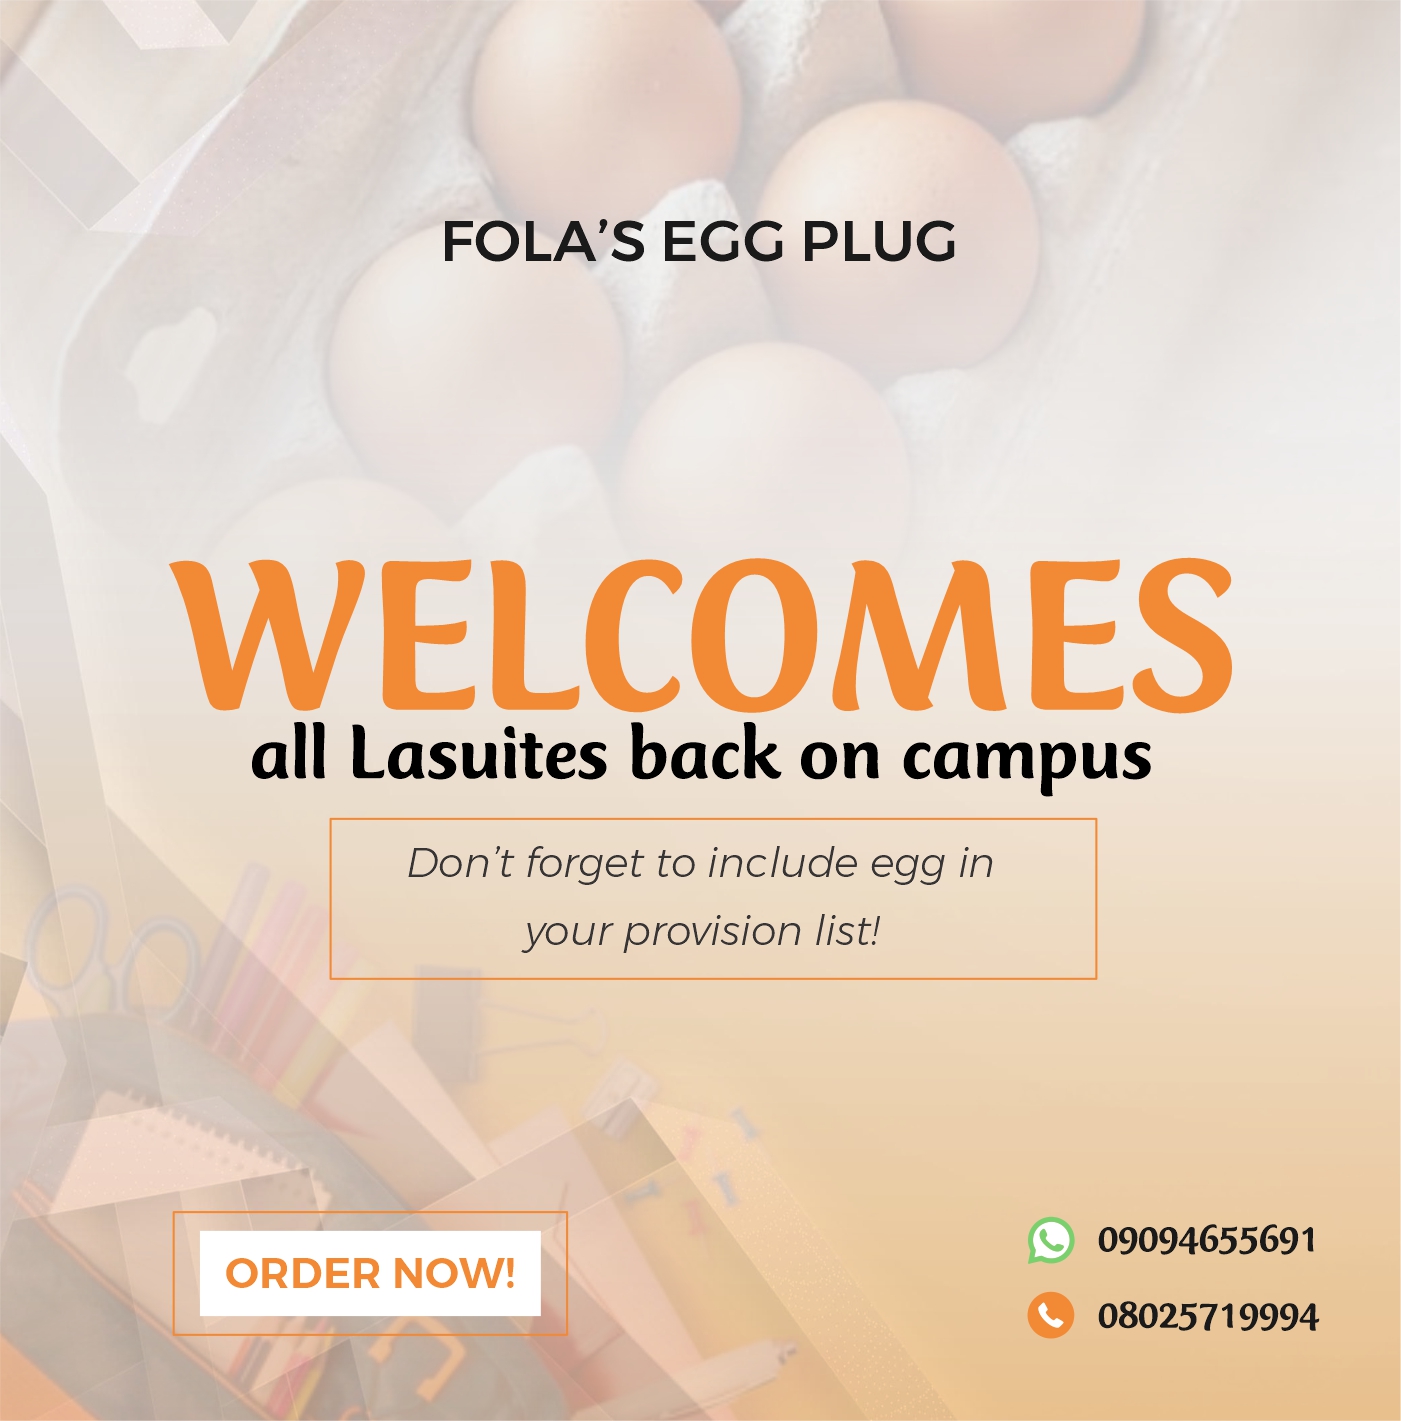 FOLA’S EGG PLUG
WELCOMES
all Lasuites back on campus
Don’t forget to include egg in
your provision list!
ORDER NOW!
09094655691
08025719994